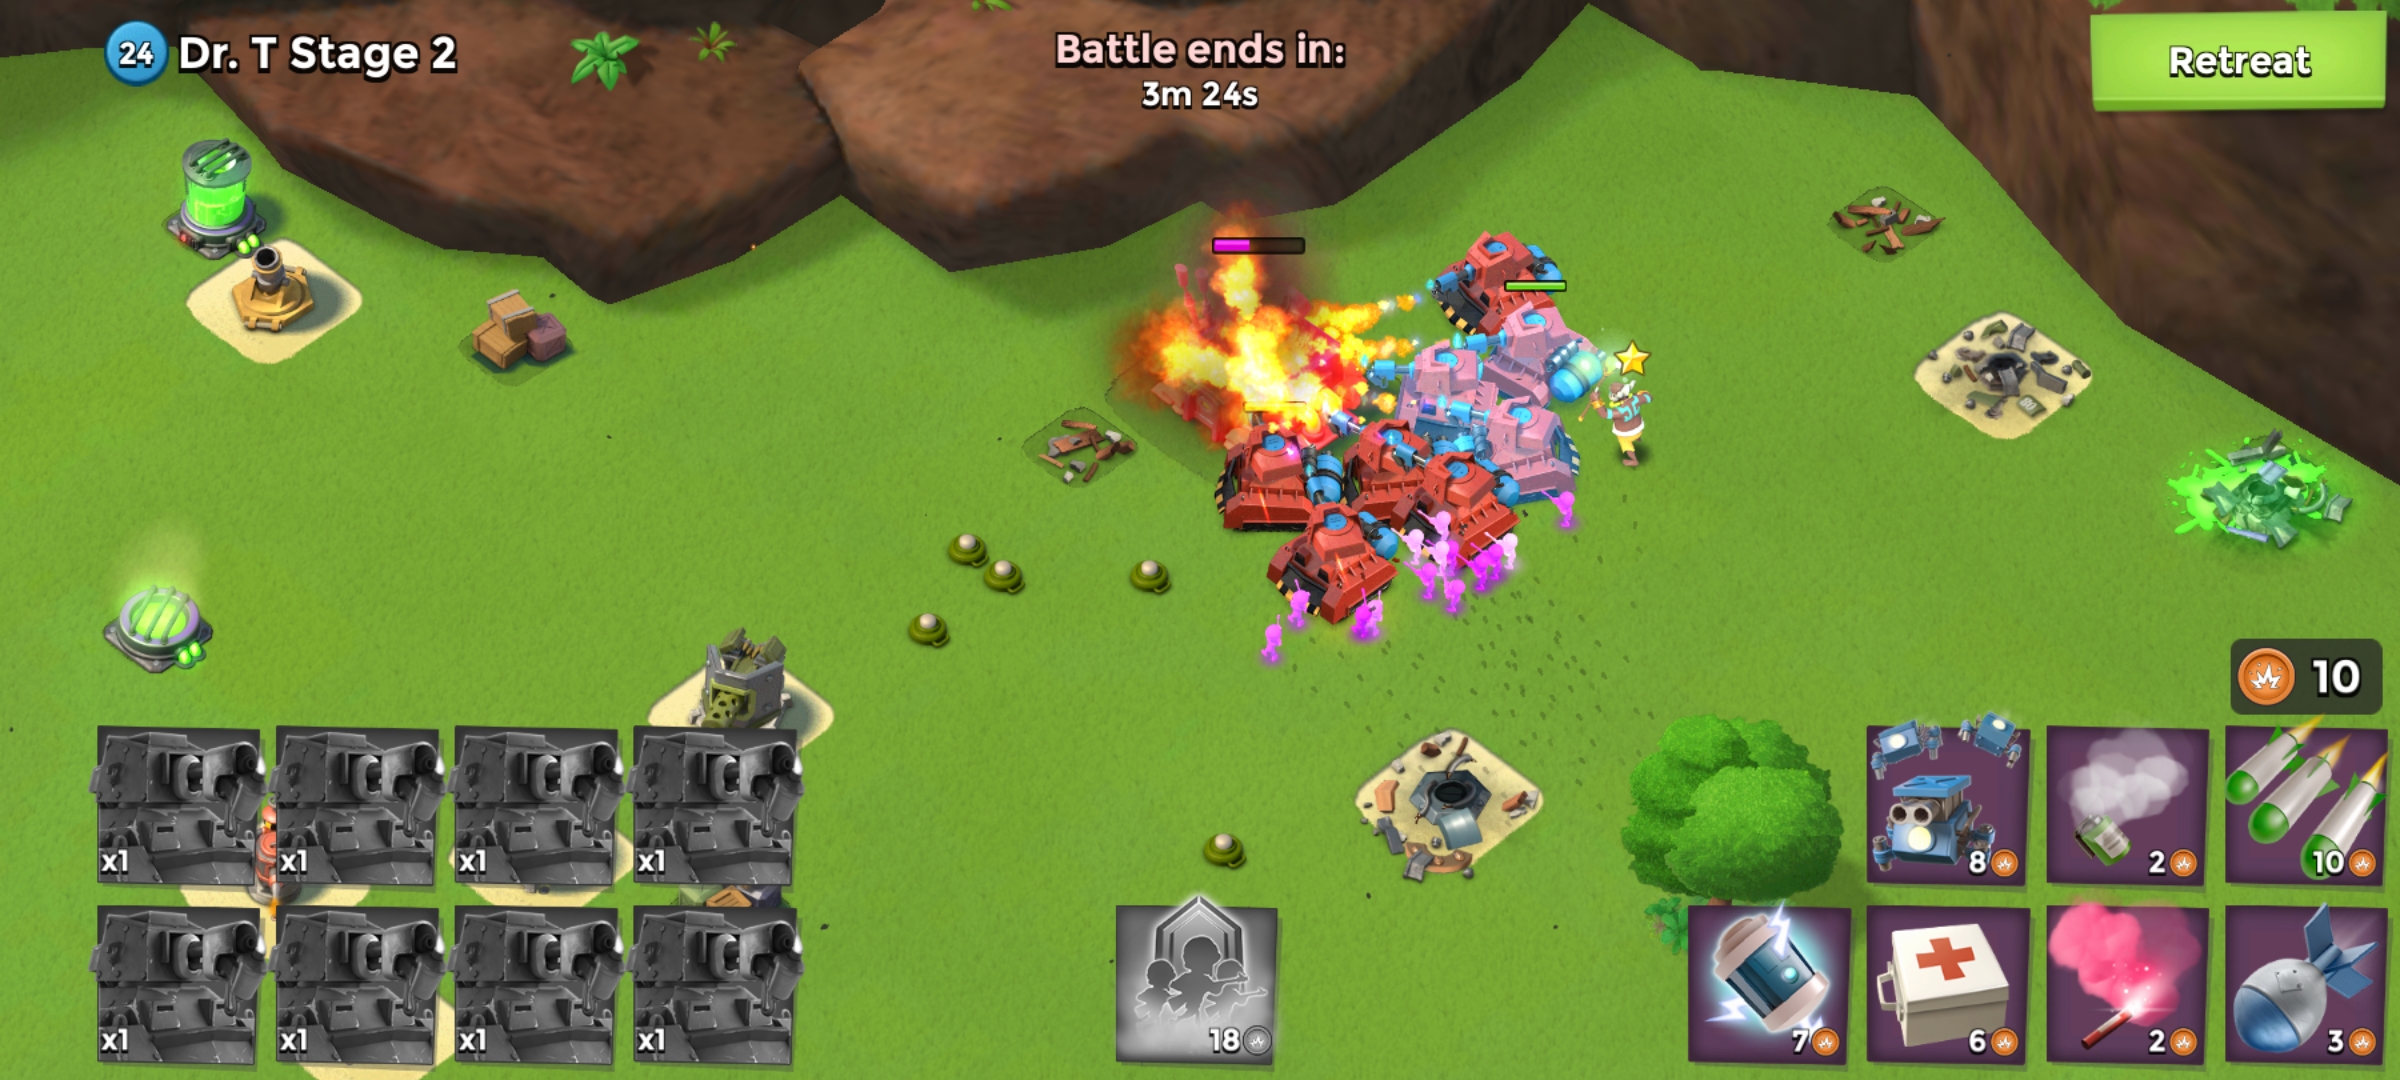 24 Dr. T Stage 2
Battle ends in:
3m 24s
Retreat
10
x1 x1 x1 x1
8 2 10
x1 x1 x1 x1
18 7 6 2 3